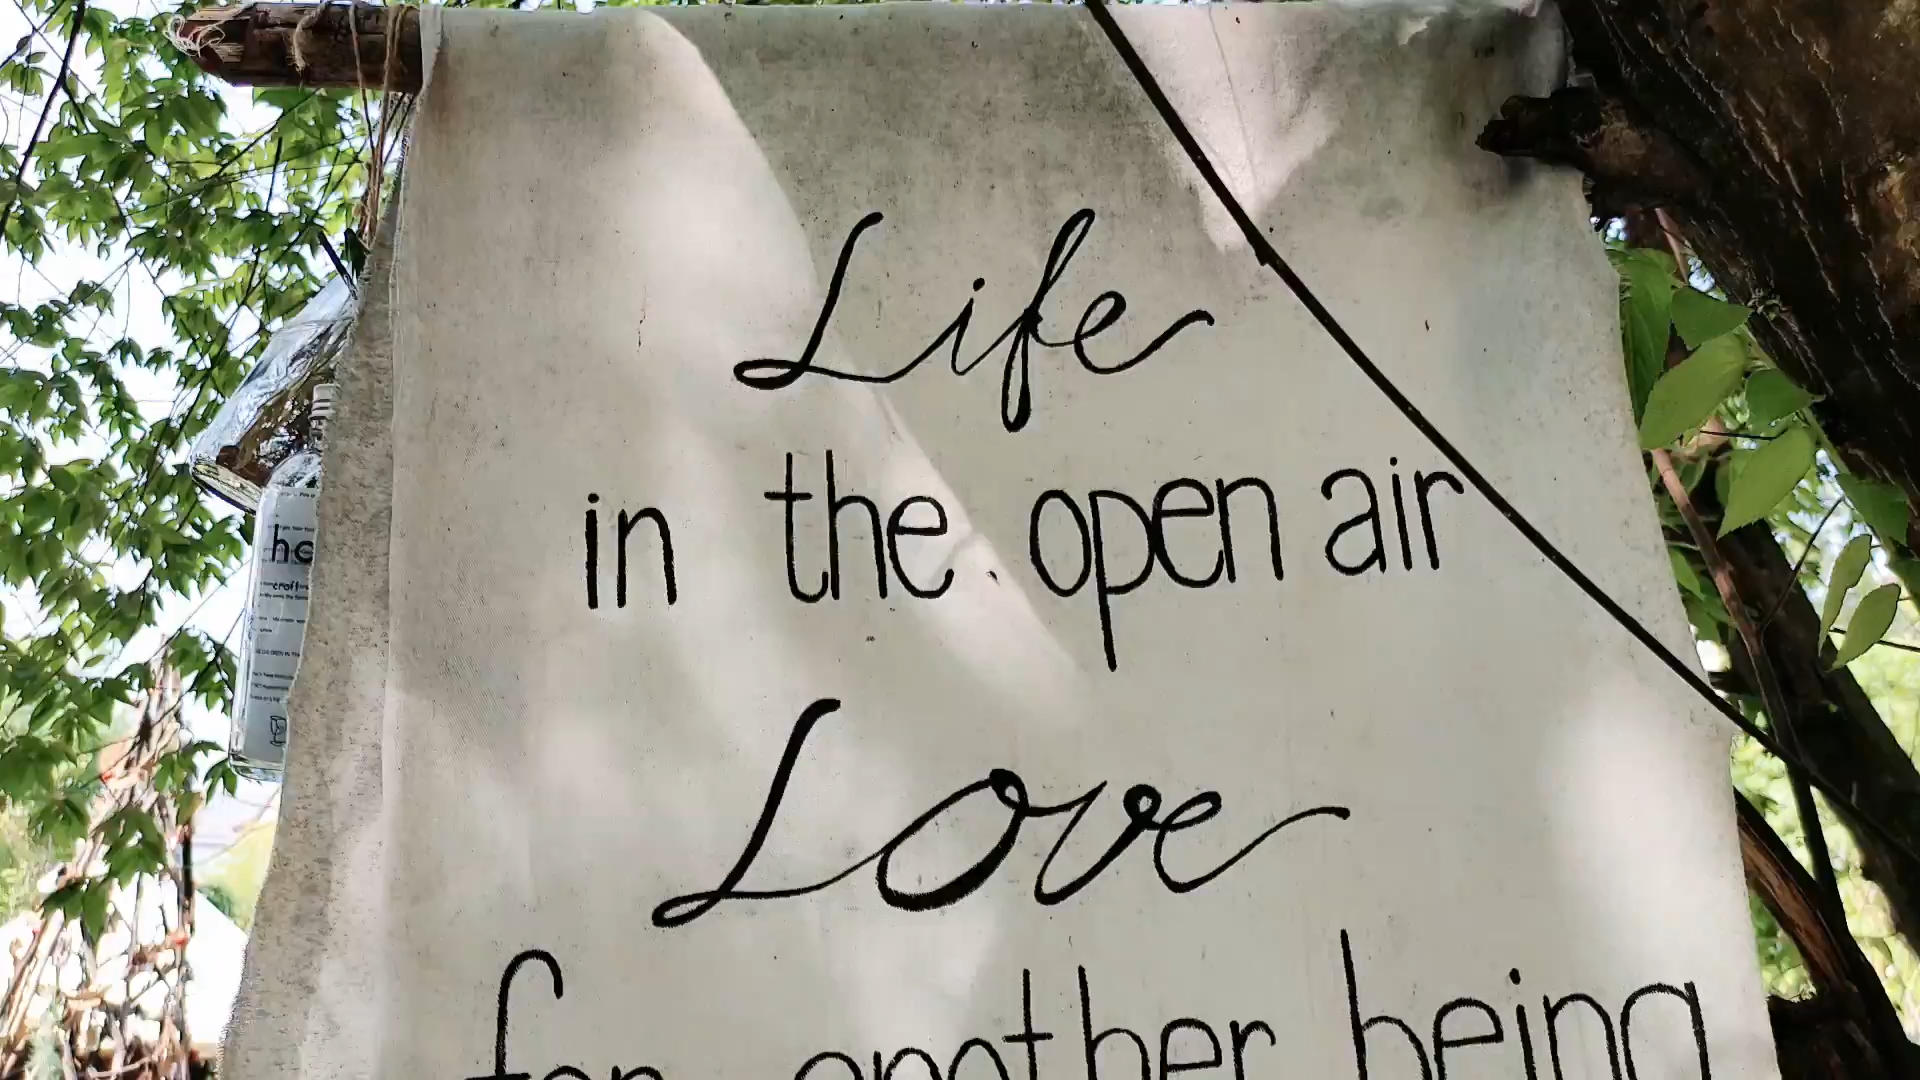 Life
in the open air
Love
for another being